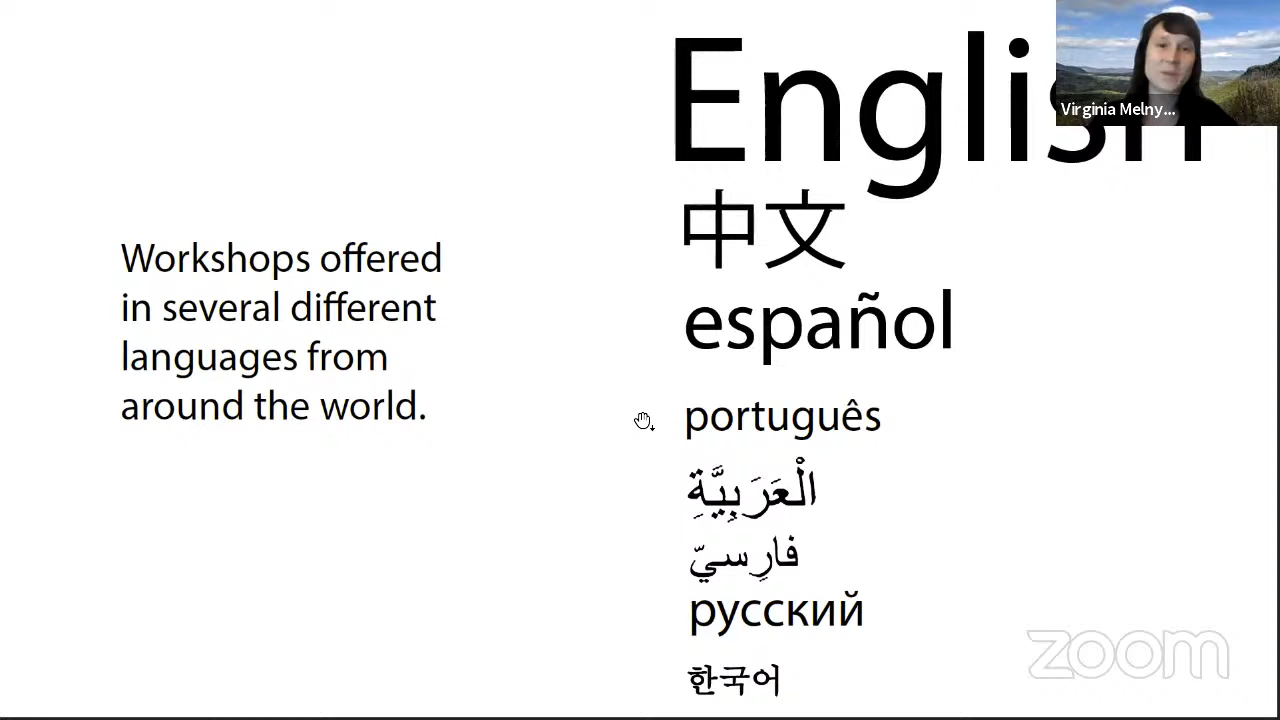 English
Virginia Melny...
中文
Workshops offered
in several different
languages from
around the world.
español
português
الْعَرَبِيَّةِ
فارِسيّ
русский
한국어
zoom